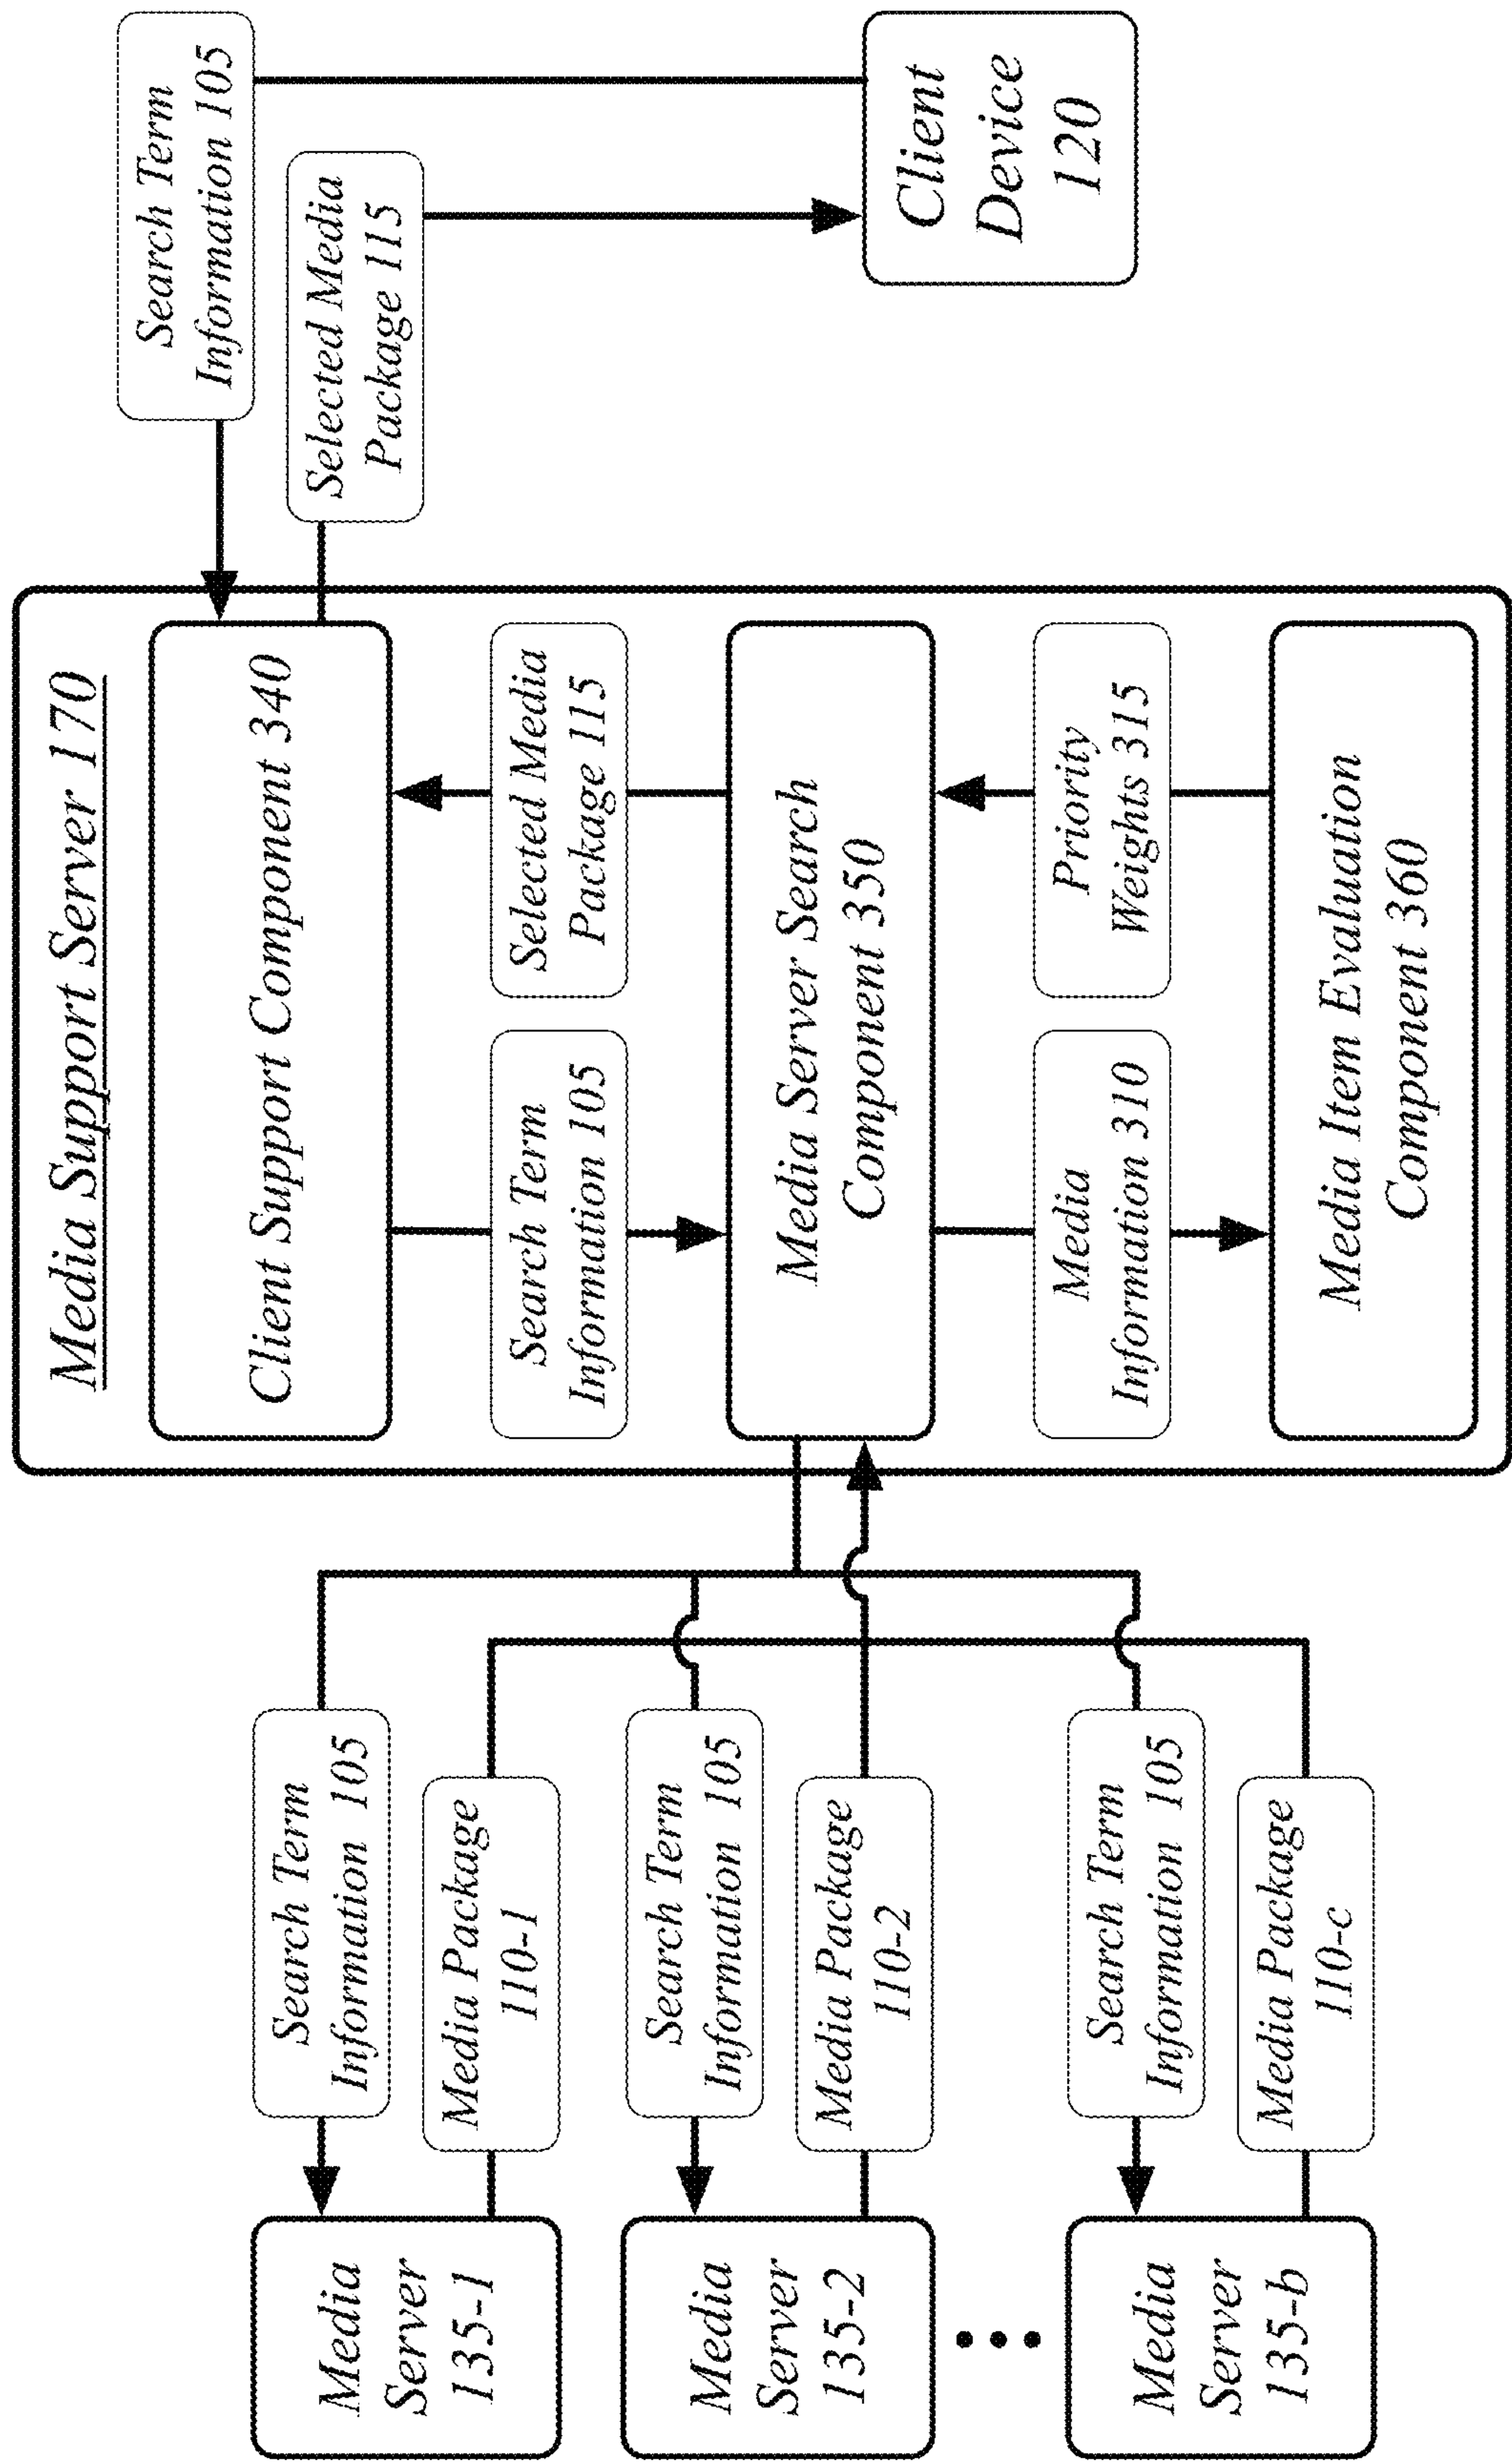 Media Support Server 170
Client Support Component 340
Search Term
Information 105
Selected Media
Package 115
Media Server Search
Component 350
Media
Information 310
Priority
Weights 315
Media Item Evaluation
Component 360
Search Term
Information 105
Selected Media
Package 115
Client
Device
120
Media
Server
135-1
Search Term
Information 105
Media Package
110-1
Media
Server
135-2
Search Term
Information 105
Media Package
110-2
Media
Server
135-b
Search Term
Information 105
Media Package
110-c